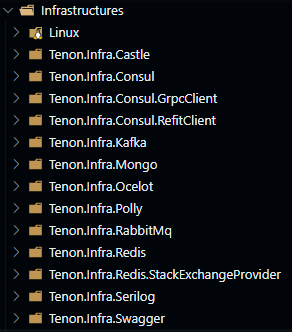 Infrastructures
Linux
Tenon.Infra.Castle
Tenon.Infra.Consul
Tenon.Infra.Consul.GrpcClient
Tenon.Infra.Consul.RefitClient
Tenon.Infra.Kafka
Tenon.Infra.Mongo
Tenon.Infra.Ocelot
Tenon.Infra.Polly
Tenon.Infra.RabbitMq
Tenon.Infra.Redis
Tenon.Infra.Redis.StackExchangeProvider
Tenon.Infra.Serilog
Tenon.Infra.Swagger